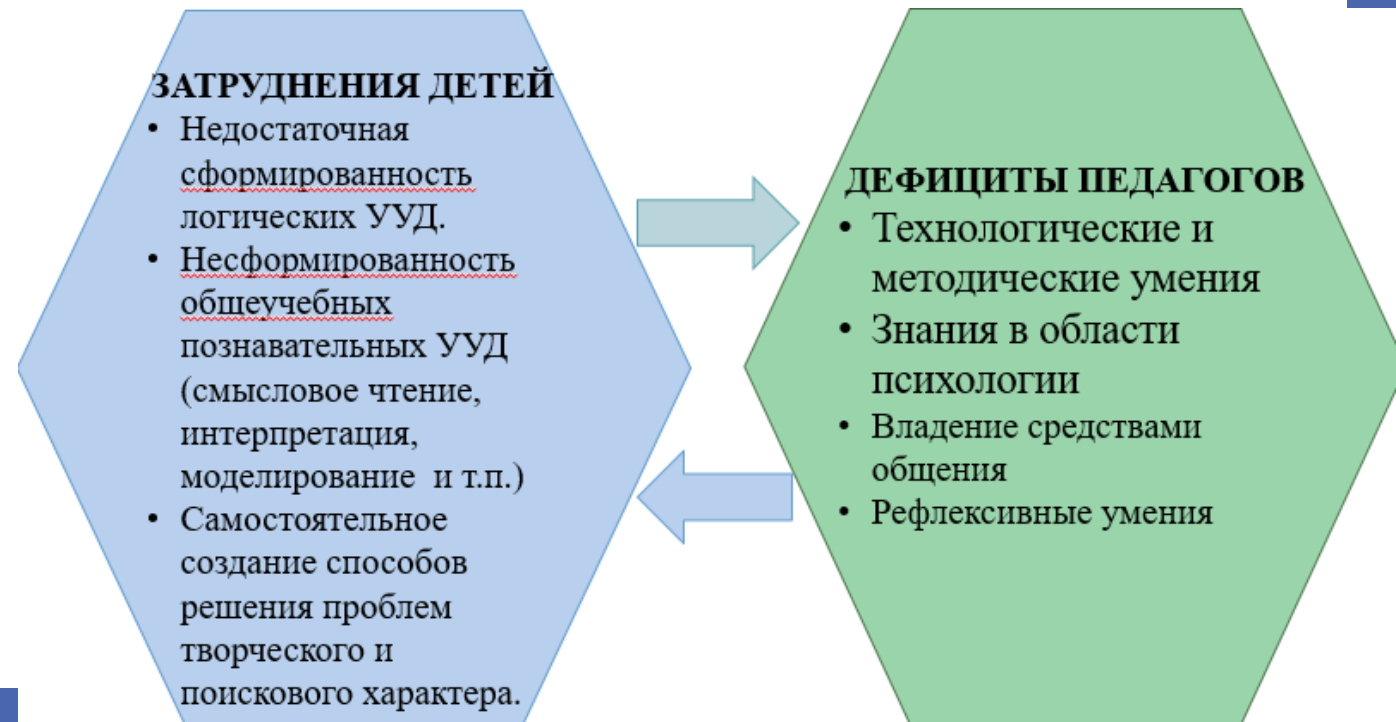 ЗАТРУДНЕНИЯ ДЕТЕЙ
• Недостаточная
сформированность
логических УУД.
• Несформированность
общеучебных
познавательных УУД
(смысловое чтение,
интерпретация,
моделирование и т.п.)
• Самостоятельное
создание способов
решения проблем
творческого и
поискового характера.
ДЕФИЦИТЫ ПЕДАГОГОВ
• Технологические и
методические умения
• Знания в области
психологии
• Владение средствами
общения
• Рефлексивные умения